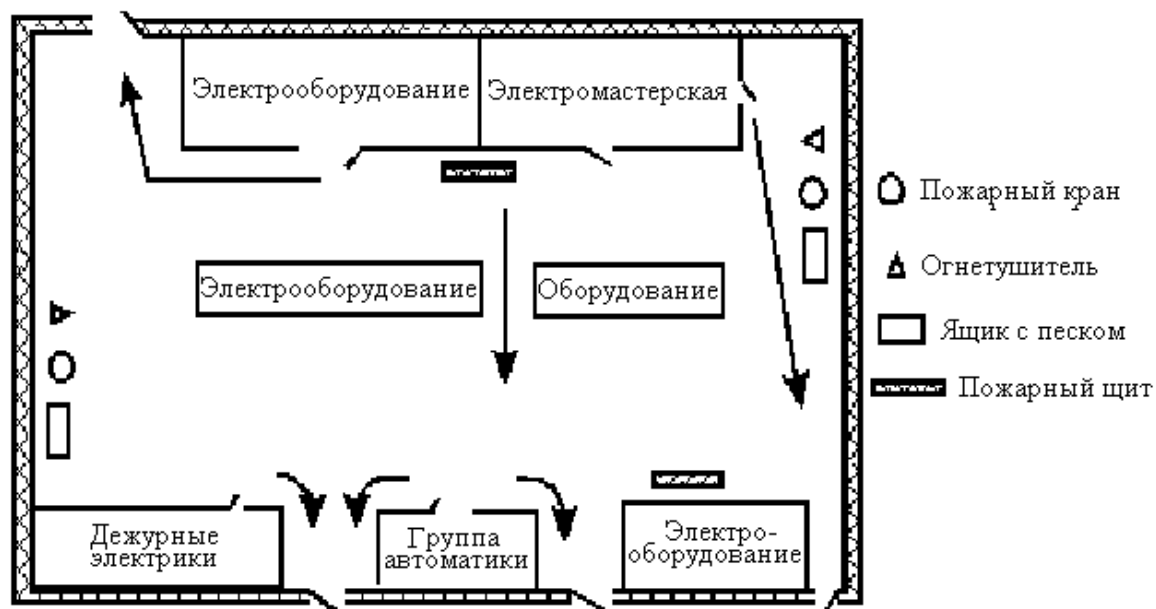 Электрооборудование
Электромастерская
Пожарный кран
Огнетушитель
Электрооборудование
Оборудование
Ящик с песком
Пожарный щит
Дежурные
электрики
Группа
автоматики
Электро-
оборудование